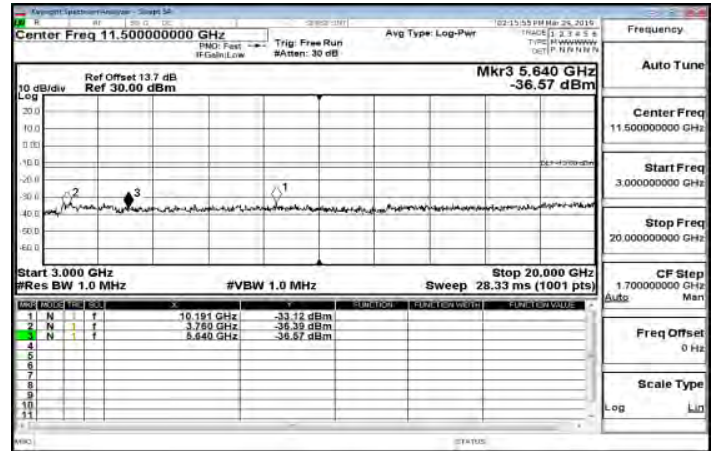 Keysight Spectrum Analyzer - Swept SA
Center Freq 11.500000000 GHz
PNO: Fast
IFGain:Low
Trig: Free Run
#Atten: 30 dB
Avg Type: Log-Pwr
02:15:55 PM Mar 29, 2019
TRACE 1 2 3 4 5 6
TYPE
DET P N N N N N
Ref Offset 13.7 dB
10 dB/div Ref 30.00 dBm
Log
Mkr3 5.640 GHz
-36.57 dBm
20.0
10.0
0.00
-10.0
-20.0
-30.0
-40.0
-50.0
-60.0
2
3
1
Start 3.000 GHz
#Res BW 1.0 MHz
#VBW 1.0 MHz
Stop 20.000 GHz
Sweep 28.33 ms (1001 pts)
MKR MODE TRC SCL X Y FUNCTION FUNCTION WIDTH FUNCTION VALUE
1 N 1 f 10.191 GHz -33.12 dBm
2 N 1 f 3.760 GHz -36.39 dBm
3 N 1 f 5.640 GHz -36.57 dBm
4
5
6
7
8
9
10
11
MSG
STATUS
Frequency
Auto Tune
Center Freq
11.500000000 GHz
Start Freq
3.000000000 GHz
Stop Freq
20.000000000 GHz
CF Step
1.700000000 GHz
Auto Man
Freq Offset
0 Hz
Scale Type
Log Lin